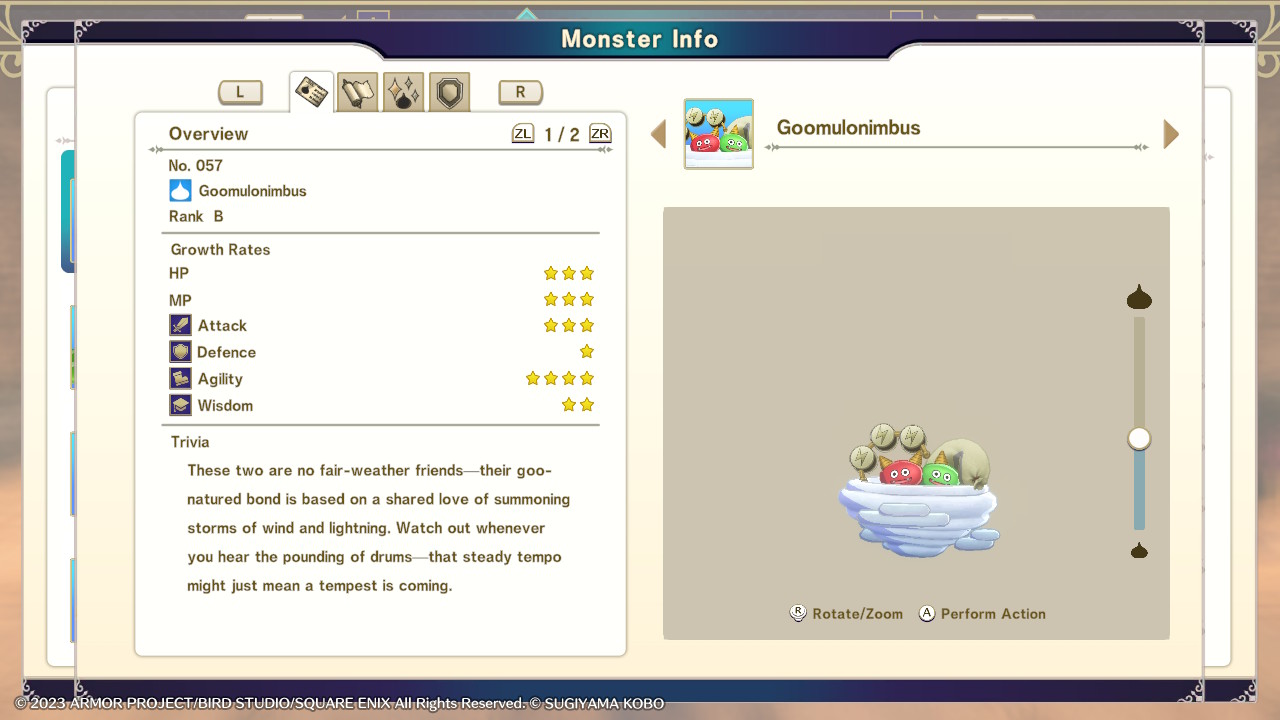 Monster Info
L
R
Overview
ZL 1 / 2 ZR
No. 057
Goomulonimbus
Rank B
Growth Rates
HP
MP
Attack
Defence
Agility
Wisdom
Trivia
These two are no fair-weather friends—their goo-
natured bond is based on a shared love of summoning
storms of wind and lightning. Watch out whenever
you hear the pounding of drums—that steady tempo
might just mean a tempest is coming.
Goomulonimbus
R Rotate/Zoom A Perform Action
© 2023 ARMOR PROJECT/BIRD STUDIO/SQUARE ENIX All Rights Reserved. © SUGIYAMA KOBO